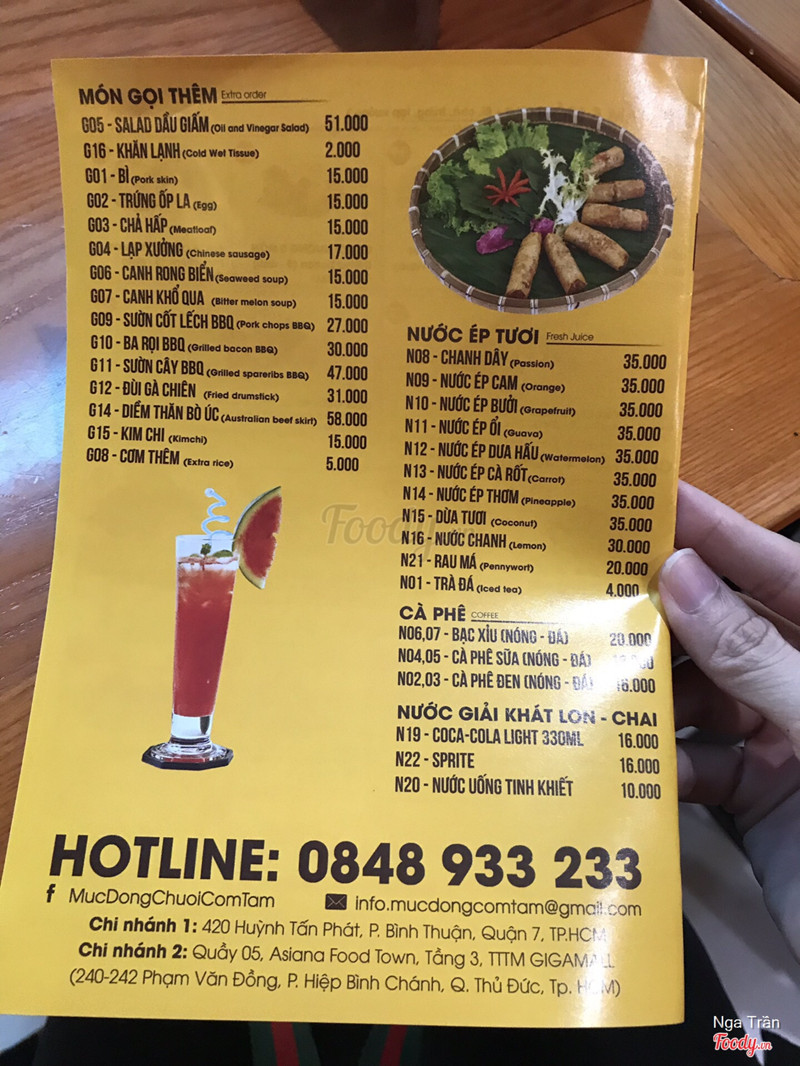 MÓN GỌI THÊM Extra order
G05 - SALAD DẦU GIẤM (Oil and Vinegar Salad) 51.000
G16 - KHĂN LẠNH (Cold Wet Tissue) 2.000
G01 - BÌ (Pork skin) 15.000
G02 - TRỨNG ỐP LA (Egg) 15.000
G03 - CHẢ HẤP (Meatloaf) 15.000
G04 - LẠP XƯỞNG (Chinese sausage) 17.000
G06 - CANH RONG BIỂN (Seaweed soup) 15.000
G07 - CANH KHỔ QUA (Bitter melon soup) 15.000
G09 - SƯỜN CỐT LẾCH BBQ (Pork chops BBQ) 27.000
G10 - BA RỌI BBQ (Grilled bacon BBQ) 30.000
G11 - SƯỜN CÂY BBQ (Grilled spareribs BBQ) 47.000
G12 - ĐÙI GÀ CHIÊN (Fried drumstick) 31.000
G14 - DIỀM THĂN BÒ ÚC (Australian beef skirt) 58.000
G15 - KIM CHI (Kimchi) 15.000
G08 - CƠM THÊM (Extra rice) 5.000
NƯỚC ÉP TƯƠI Fresh Juice
N08 - CHANH DÂY (Passion) 35.000
N09 - NƯỚC ÉP CAM (Orange) 35.000
N10 - NƯỚC ÉP BƯỞI (Grapefruit) 35.000
N11 - NƯỚC ÉP ỔI (Guava) 35.000
N12 - NƯỚC ÉP DƯA HẤU (Watermelon) 35.000
N13 - NƯỚC ÉP CÀ RỐT (Carrot) 35.000
N14 - NƯỚC ÉP THƠM (Pineapple) 35.000
N15 - DỪA TƯƠI (Coconut) 35.000
N16 - NƯỚC CHANH (Lemon) 30.000
N21 - RAU MÁ (Pennywort) 20.000
N01 - TRÀ ĐÁ (Iced tea) 4.000
CÀ PHÊ COFFEE
N06,07 - BẠC XỈU (NÓNG - ĐÁ) 20.000
N04,05 - CÀ PHÊ SỮA (NÓNG - ĐÁ)
N02,03 - CÀ PHÊ ĐEN (NÓNG - ĐÁ) 16.000
NƯỚC GIẢI KHÁT LON - CHAI
N19 - COCA-COLA LIGHT 330ML 16.000
N22 - SPRITE 16.000
N20 - NƯỚC UỐNG TINH KHIẾT 10.000
Foody.vn
HOTLINE: 0848 933 233
f MucDongChuoiComTam info.mucdongcomtam@gmail.com
Chi nhánh 1: 420 Huỳnh Tấn Phát, P. Bình Thuận, Quận 7, TP.HCM
Chi nhánh 2: Quầy 05, Asiana Food Town, Tầng 3, TTTM GIGAMALL
(240-242 Phạm Văn Đồng, P. Hiệp Bình Chánh, Q. Thủ Đức, Tp. HCM)
Nga Trần
Foody.vn